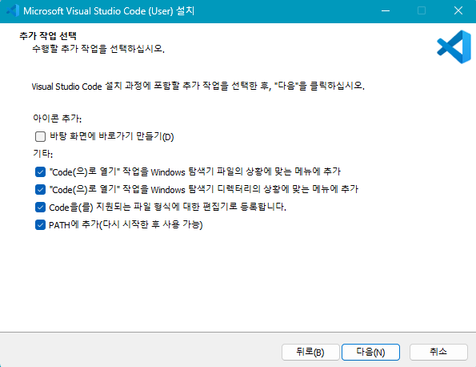 Microsoft Visual Studio Code (User) 설치
추가 작업 선택
수행할 추가 작업을 선택하십시오.
Visual Studio Code 설치 과정에 포함할 추가 작업을 선택한 후, "다음"을 클릭하십시오.
아이콘 추가:
바탕 화면에 바로가기 만들기(D)
기타:
"Code(으)로 열기" 작업을 Windows 탐색기 파일의 상황에 맞는 메뉴에 추가
"Code(으)로 열기" 작업을 Windows 탐색기 디렉터리의 상황에 맞는 메뉴에 추가
Code을(를) 지원되는 파일 형식에 대한 편집기로 등록합니다.
PATH에 추가(다시 시작한 후 사용 가능)
뒤로(B) 다음(N) 취소